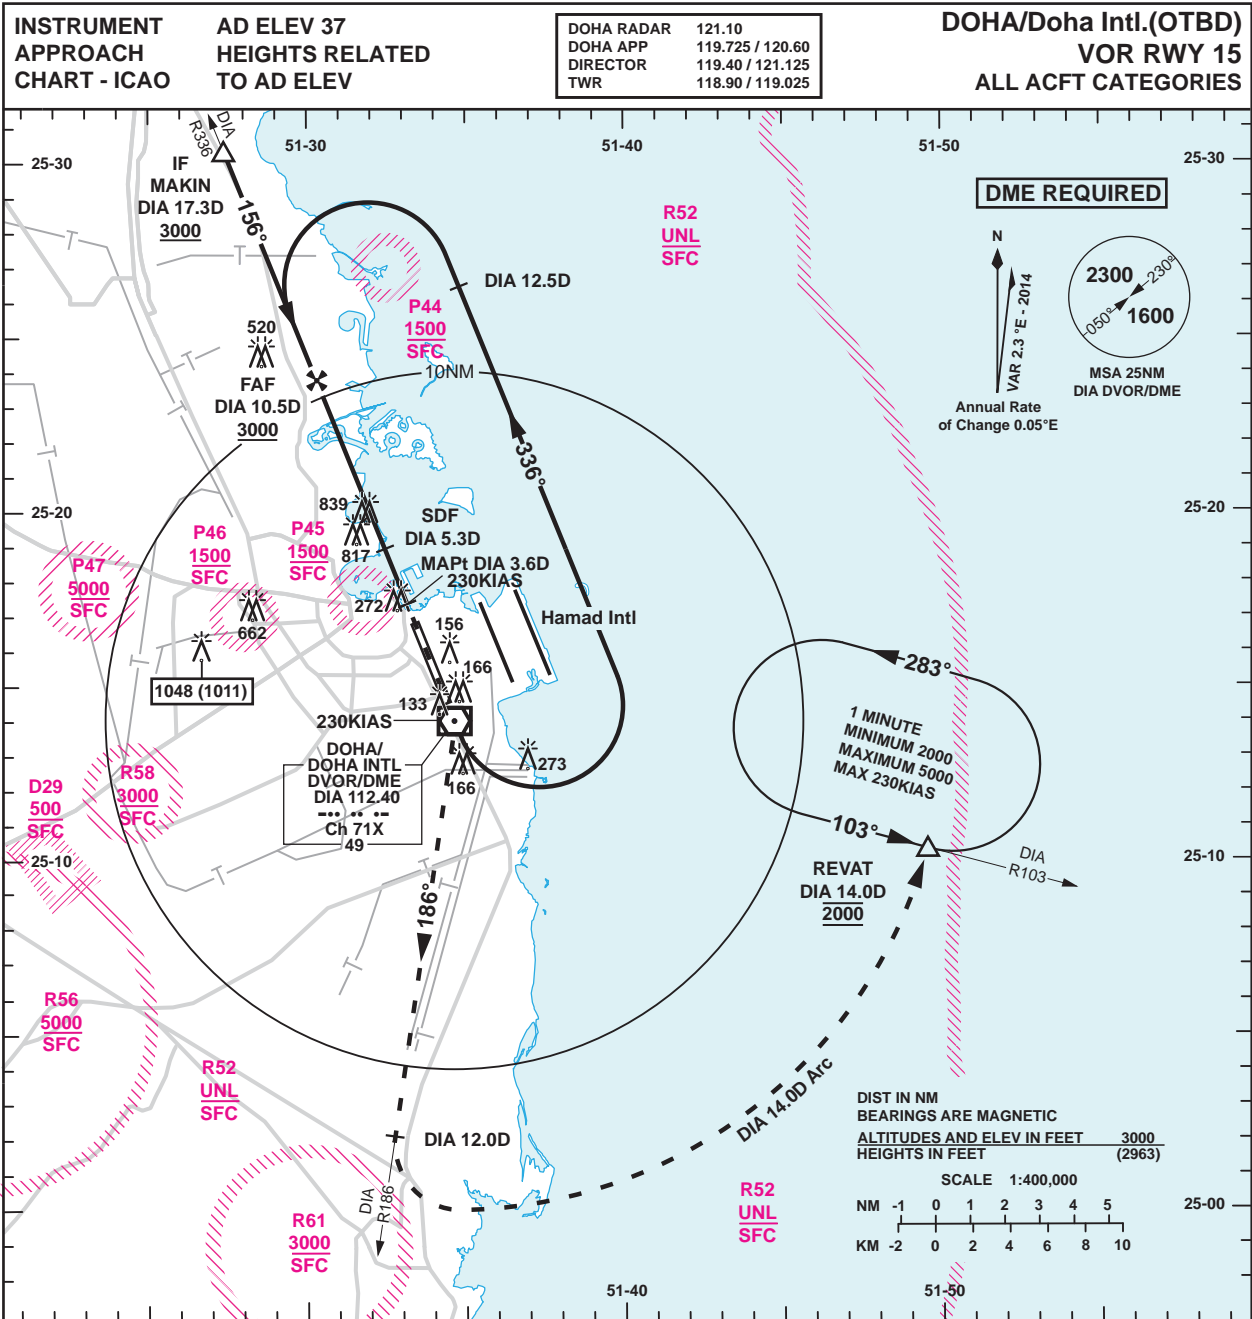 INSTRUMENT
APPROACH
CHART - ICAO
AD ELEV 37
HEIGHTS RELATED
TO AD ELEV
DOHA RADAR 121.10
DOHA APP 119.725 / 120.60
DIRECTOR 119.40 / 121.125
TWR 118.90 / 119.025
DOHA/Doha Intl.(OTBD)
VOR RWY 15
ALL ACFT CATEGORIES
DIA
R336
51-30
51-40
51-50
25-30
25-30
IF
MAKIN
DIA 17.3D
3000
156°
DME REQUIRED
R52
UNL
SFC
N
VAR 2.3 °E - 2014
Annual Rate
of Change 0.05°E
2300
230°
050°
1600
MSA 25NM
DIA DVOR/DME
DIA 12.5D
P44
1500
SFC
10NM
520
FAF
DIA 10.5D
3000
336°
25-20
25-20
839
817
SDF
DIA 5.3D
MAPt DIA 3.6D
230KIAS
272
P47
5000
SFC
P46
1500
SFC
P45
1500
SFC
Hamad Intl
662
156
166
133
1048 (1011)
230KIAS
DOHA/
DOHA INTL
DVOR/DME
DIA 112.40
Ch 71X
49
166
273
283°
1 MINUTE
MINIMUM 2000
MAXIMUM 5000
MAX 230KIAS
103°
D29
500
SFC
R58
3000
SFC
25-10
25-10
REVAT
DIA 14.0D
2000
DIA
R103
186°
R56
5000
SFC
R52
UNL
SFC
DIA 12.0D
DIA 14.0D Arc
DIA
R186
R61
3000
SFC
R52
UNL
SFC
DIST IN NM
BEARINGS ARE MAGNETIC
ALTITUDES AND ELEV IN FEET 3000
HEIGHTS IN FEET (2963)
SCALE 1:400,000
NM -1 0 1 2 3 4 5
KM -2 0 2 4 6 8 10
25-00
51-40
51-50